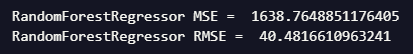 RandomForestRegressor MSE =  1638.7648851176405
RandomForestRegressor RMSE =  40.4816610963241